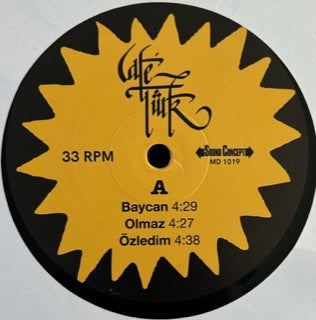 Café
Türk
33 RPM
SOUND CONCEPT
MD 1019
A
Baycan 4:29
Olmaz 4:27
Özledim 4:38